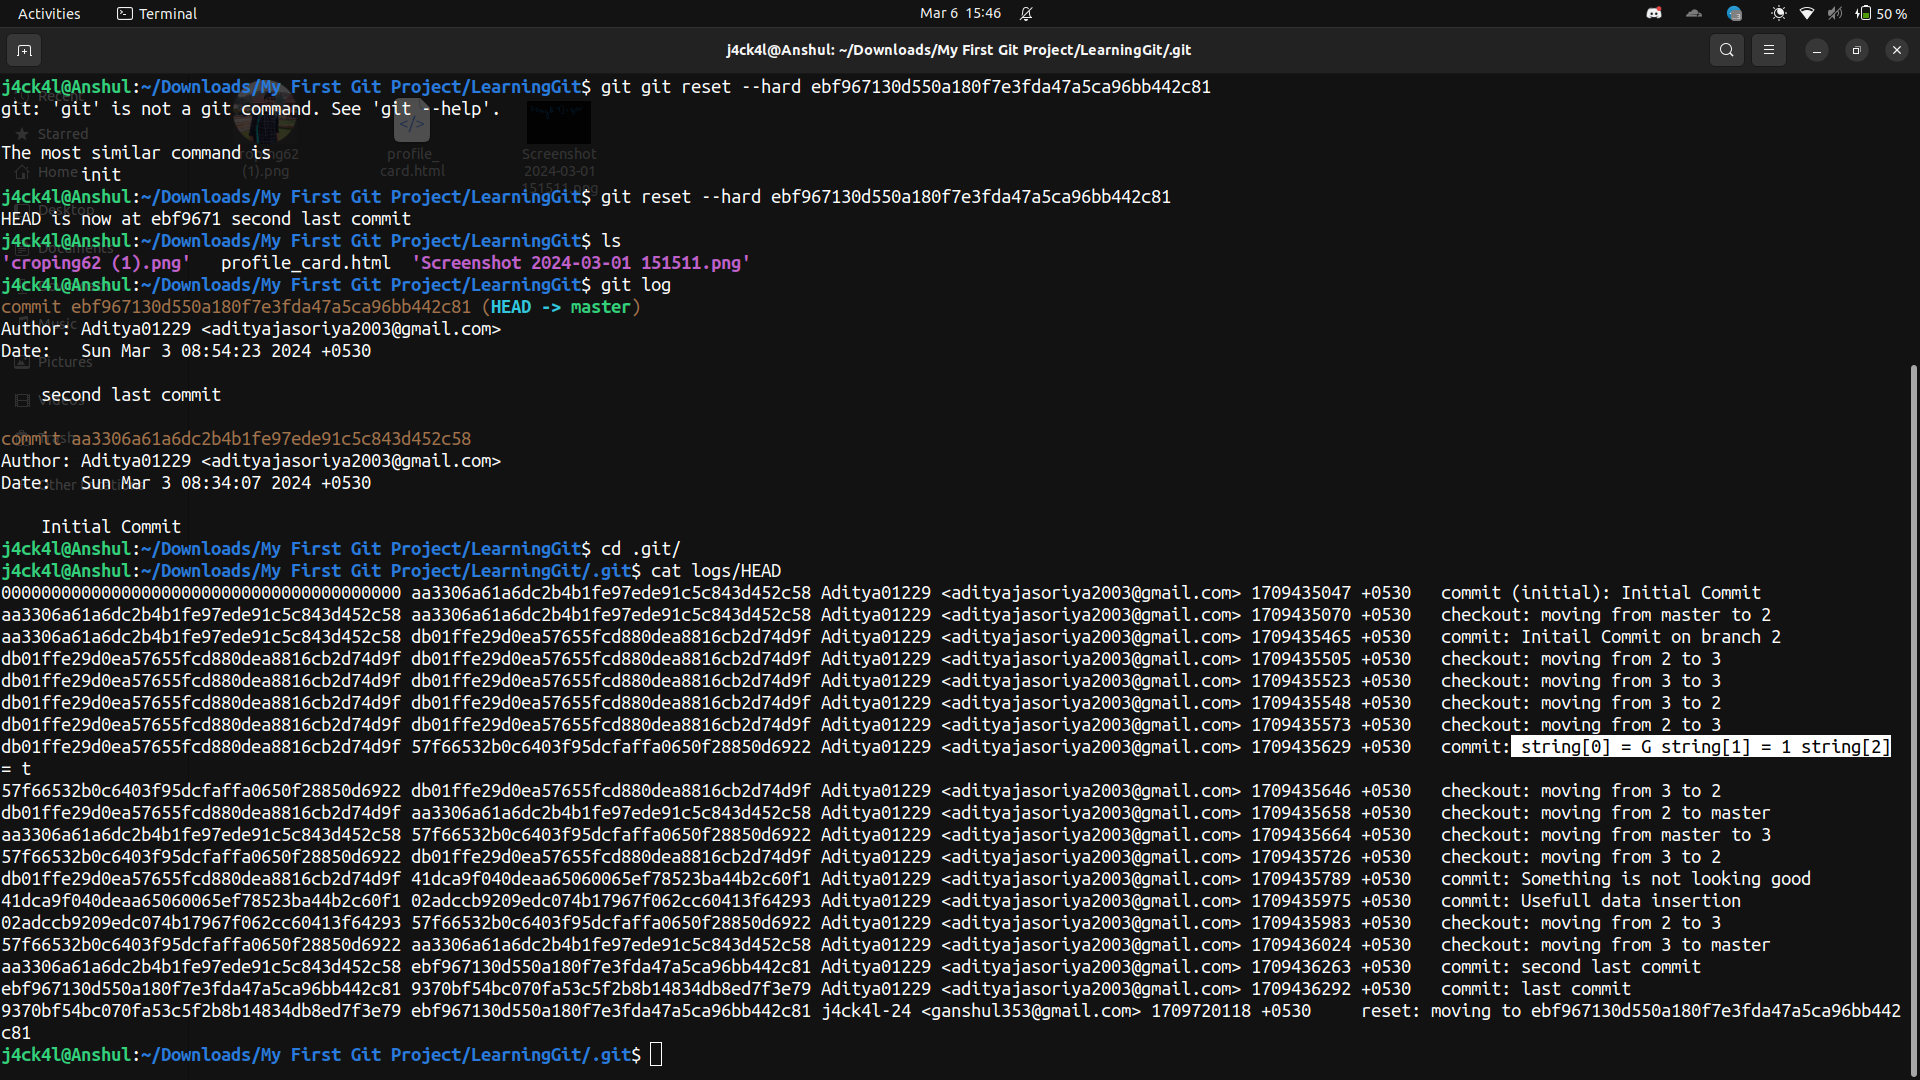 Activities Terminal Mar 6 15:46 50 %
j4ck4l@Anshul: ~/Downloads/My First Git Project/LearningGit/.git
j4ck4l@Anshul:~/Downloads/My First Git Project/LearningGit$ git git reset --hard ebf967130d550a180f7e3fda47a5ca96bb442c81
git: 'git' is not a git command. See 'git --help'.
Starred
The most similar command is
init
Home
profile_
card.html
Screenshot
2024-03-01
151511.png
(1).png
j4ck4l@Anshul:~/Downloads/My First Git Project/LearningGit$ git reset --hard ebf967130d550a180f7e3fda47a5ca96bb442c81
HEAD is now at ebf9671 second last commit
j4ck4l@Anshul:~/Downloads/My First Git Project/LearningGit$ ls
'croping62 (1).png' profile_card.html 'Screenshot 2024-03-01 151511.png'
j4ck4l@Anshul:~/Downloads/My First Git Project/LearningGit$ git log
commit ebf967130d550a180f7e3fda47a5ca96bb442c81 (HEAD -> master)
Author: Aditya01229 <adityajasoriya2003@gmail.com>
Date: Sun Mar 3 08:54:23 2024 +0530
Pictures
second last commit
commit aa3306a61a6dc2b4b1fe97ede91c5c843d452c58
Author: Aditya01229 <adityajasoriya2003@gmail.com>
Date: Sun Mar 3 08:34:07 2024 +0530
Initial Commit
j4ck4l@Anshul:~/Downloads/My First Git Project/LearningGit$ cd .git/
j4ck4l@Anshul:~/Downloads/My First Git Project/LearningGit/.git$ cat logs/HEAD
0000000000000000000000000000000000000000 aa3306a61a6dc2b4b1fe97ede91c5c843d452c58 Aditya01229 <adityajasoriya2003@gmail.com> 1709435047 +0530 commit (initial): Initial Commit
aa3306a61a6dc2b4b1fe97ede91c5c843d452c58 aa3306a61a6dc2b4b1fe97ede91c5c843d452c58 Aditya01229 <adityajasoriya2003@gmail.com> 1709435070 +0530 checkout: moving from master to 2
aa3306a61a6dc2b4b1fe97ede91c5c843d452c58 db01ffe29d0ea57655fcd880dea8816cb2d74d9f Aditya01229 <adityajasoriya2003@gmail.com> 1709435465 +0530 commit: Initail Commit on branch 2
db01ffe29d0ea57655fcd880dea8816cb2d74d9f db01ffe29d0ea57655fcd880dea8816cb2d74d9f Aditya01229 <adityajasoriya2003@gmail.com> 1709435505 +0530 checkout: moving from 2 to 3
db01ffe29d0ea57655fcd880dea8816cb2d74d9f db01ffe29d0ea57655fcd880dea8816cb2d74d9f Aditya01229 <adityajasoriya2003@gmail.com> 1709435523 +0530 checkout: moving from 3 to 3
db01ffe29d0ea57655fcd880dea8816cb2d74d9f db01ffe29d0ea57655fcd880dea8816cb2d74d9f Aditya01229 <adityajasoriya2003@gmail.com> 1709435548 +0530 checkout: moving from 3 to 2
db01ffe29d0ea57655fcd880dea8816cb2d74d9f db01ffe29d0ea57655fcd880dea8816cb2d74d9f Aditya01229 <adityajasoriya2003@gmail.com> 1709435573 +0530 checkout: moving from 2 to 3
db01ffe29d0ea57655fcd880dea8816cb2d74d9f 57f66532b0c6403f95dcfaffa0650f28850d6922 Aditya01229 <adityajasoriya2003@gmail.com> 1709435629 +0530 commit: string[0] = G string[1] = 1 string[2]
= t
57f66532b0c6403f95dcfaffa0650f28850d6922 db01ffe29d0ea57655fcd880dea8816cb2d74d9f Aditya01229 <adityajasoriya2003@gmail.com> 1709435646 +0530 checkout: moving from 3 to 2
db01ffe29d0ea57655fcd880dea8816cb2d74d9f aa3306a61a6dc2b4b1fe97ede91c5c843d452c58 Aditya01229 <adityajasoriya2003@gmail.com> 1709435658 +0530 checkout: moving from 2 to master
aa3306a61a6dc2b4b1fe97ede91c5c843d452c58 57f66532b0c6403f95dcfaffa0650f28850d6922 Aditya01229 <adityajasoriya2003@gmail.com> 1709435664 +0530 checkout: moving from master to 3
57f66532b0c6403f95dcfaffa0650f28850d6922 db01ffe29d0ea57655fcd880dea8816cb2d74d9f Aditya01229 <adityajasoriya2003@gmail.com> 1709435726 +0530 checkout: moving from 3 to 2
db01ffe29d0ea57655fcd880dea8816cb2d74d9f 41dca9f040deaa65060065ef78523ba44b2c60f1 Aditya01229 <adityajasoriya2003@gmail.com> 1709435789 +0530 commit: Something is not looking good
41dca9f040deaa65060065ef78523ba44b2c60f1 02adccb9209edc074b17967f062cc60413f64293 Aditya01229 <adityajasoriya2003@gmail.com> 1709435975 +0530 commit: Usefull data insertion
02adccb9209edc074b17967f062cc60413f64293 57f66532b0c6403f95dcfaffa0650f28850d6922 Aditya01229 <adityajasoriya2003@gmail.com> 1709435983 +0530 checkout: moving from 2 to 3
57f66532b0c6403f95dcfaffa0650f28850d6922 aa3306a61a6dc2b4b1fe97ede91c5c843d452c58 Aditya01229 <adityajasoriya2003@gmail.com> 1709436024 +0530 checkout: moving from 3 to master
aa3306a61a6dc2b4b1fe97ede91c5c843d452c58 ebf967130d550a180f7e3fda47a5ca96bb442c81 Aditya01229 <adityajasoriya2003@gmail.com> 1709436263 +0530 commit: second last commit
ebf967130d550a180f7e3fda47a5ca96bb442c81 9370bf54bc070fa53c5f2b8b14834db8ed7f3e79 Aditya01229 <adityajasoriya2003@gmail.com> 1709436292 +0530 commit: last commit
9370bf54bc070fa53c5f2b8b14834db8ed7f3e79 ebf967130d550a180f7e3fda47a5ca96bb442c81 j4ck4l-24 <ganshul353@gmail.com> 1709720118 +0530 reset: moving to ebf967130d550a180f7e3fda47a5ca96bb442
c81
j4ck4l@Anshul:~/Downloads/My First Git Project/LearningGit/.git$